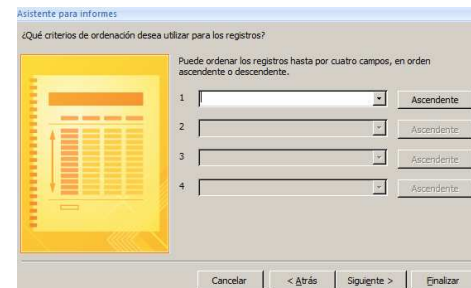 Asistente para informes
¿Qué criterios de ordenación desea utilizar para los registros?
Puede ordenar los registros hasta por cuatro campos, en orden
ascendente o descendente.
1 Ascendente
2 Ascendente
3 Ascendente
4 Ascendente
Cancelar < Atrás Siguiente > Finalizar